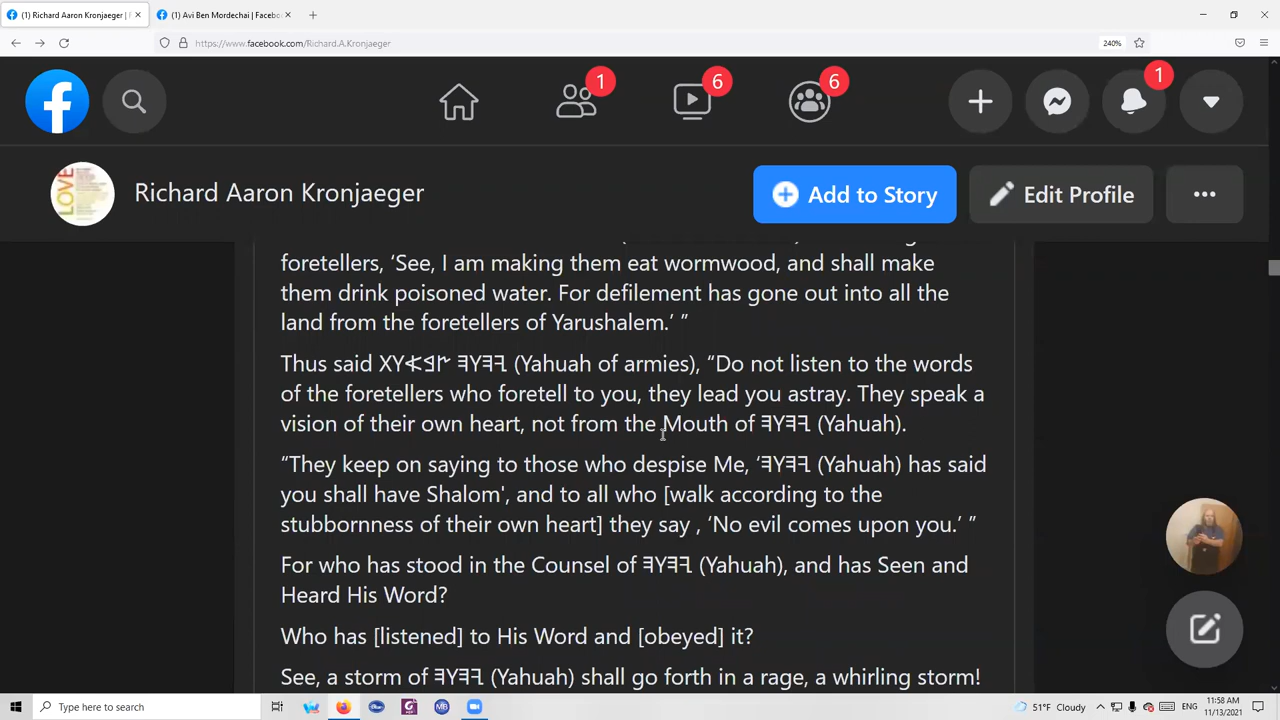 (1) Richard Aaron Kronjaeger | F
(1) Avi Ben Mordechai | Facebo
https://www.facebook.com/Richard.A.Kronjaeger
240%
1
6
6
1
LOVE
Richard Aaron Kronjaeger
Add to Story
Edit Profile
foretellers, ‘See, I am making them eat wormwood, and shall make
them drink poisoned water. For defilement has gone out into all the
land from the foretellers of Yarushalem.’ ”
Thus said 𐤉𐤄𐤅𐤄 𐤑𐤁𐤀𐤅𐤕 (Yahuah of armies), “Do not listen to the words
of the foretellers who foretell to you, they lead you astray. They speak a
vision of their own heart, not from the Mouth of 𐤉𐤄𐤅𐤄 (Yahuah).
“They keep on saying to those who despise Me, ‘𐤉𐤄𐤅𐤄 (Yahuah) has said
you shall have Shalom', and to all who [walk according to the
stubbornness of their own heart] they say , ‘No evil comes upon you.’ ”
For who has stood in the Counsel of 𐤉𐤄𐤅𐤄 (Yahuah), and has Seen and
Heard His Word?
Who has [listened] to His Word and [obeyed] it?
See, a storm of 𐤉𐤄𐤅𐤄 (Yahuah) shall go forth in a rage, a whirling storm!
Type here to search
MB
51°F Cloudy
ENG
11:58 AM
11/13/2021